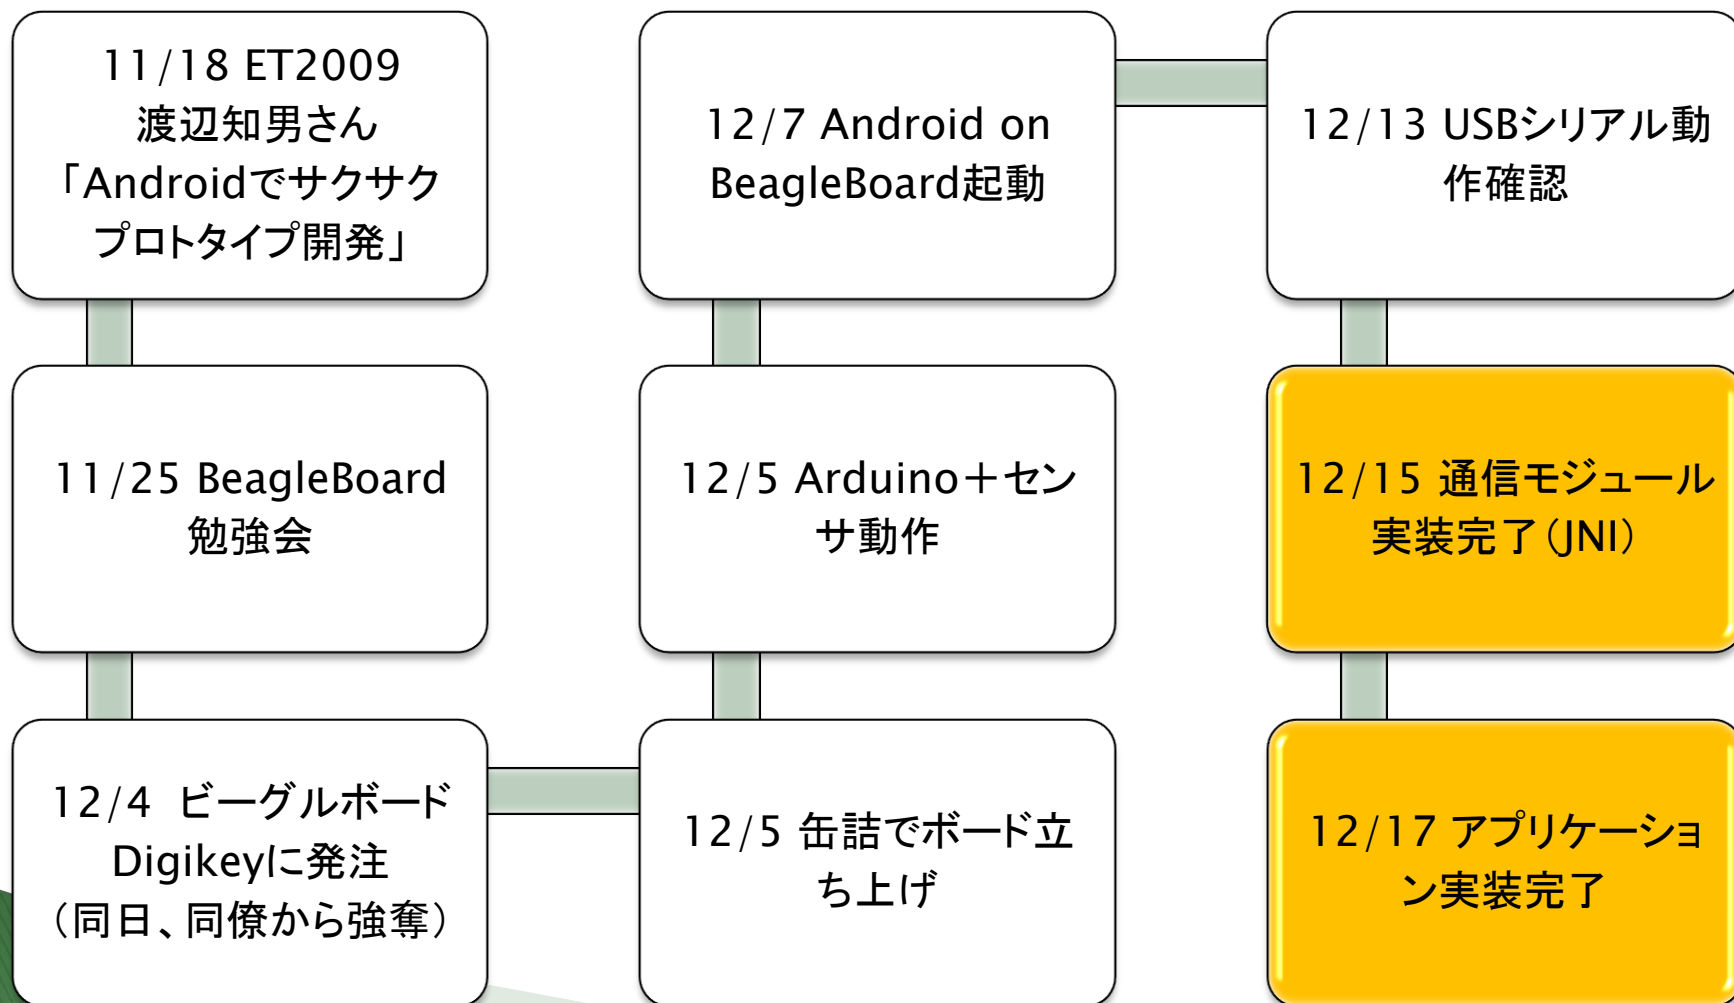 11/18 ET2009
渡辺知男さん
「Androidでサクサク
プロトタイプ開発」
11/25 BeagleBoard
勉強会
12/4 ビーグルボード
Digikeyに発注
（同日、同僚から強奪）
12/5 缶詰でボード立
ち上げ
12/5 Arduino＋セン
サ動作
12/7 Android on
BeagleBoard起動
12/13 USBシリアル動
作確認
12/15 通信モジュール
実装完了（JNI）
12/17 アプリケーショ
ン実装完了